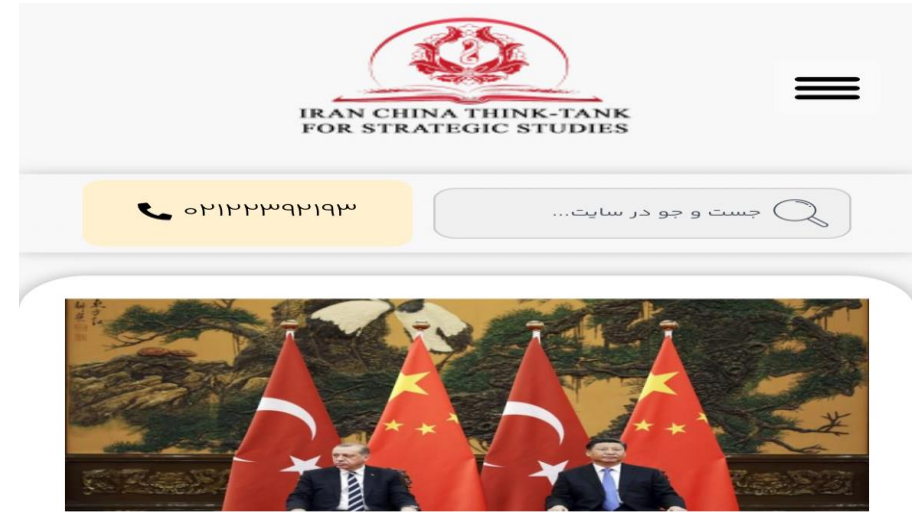 IRAN CHINA THINK-TANK
FOR STRATEGIC STUDIES
جست و جو در سایت...
۰۲۱۲۲۳۹۲۱۹۳